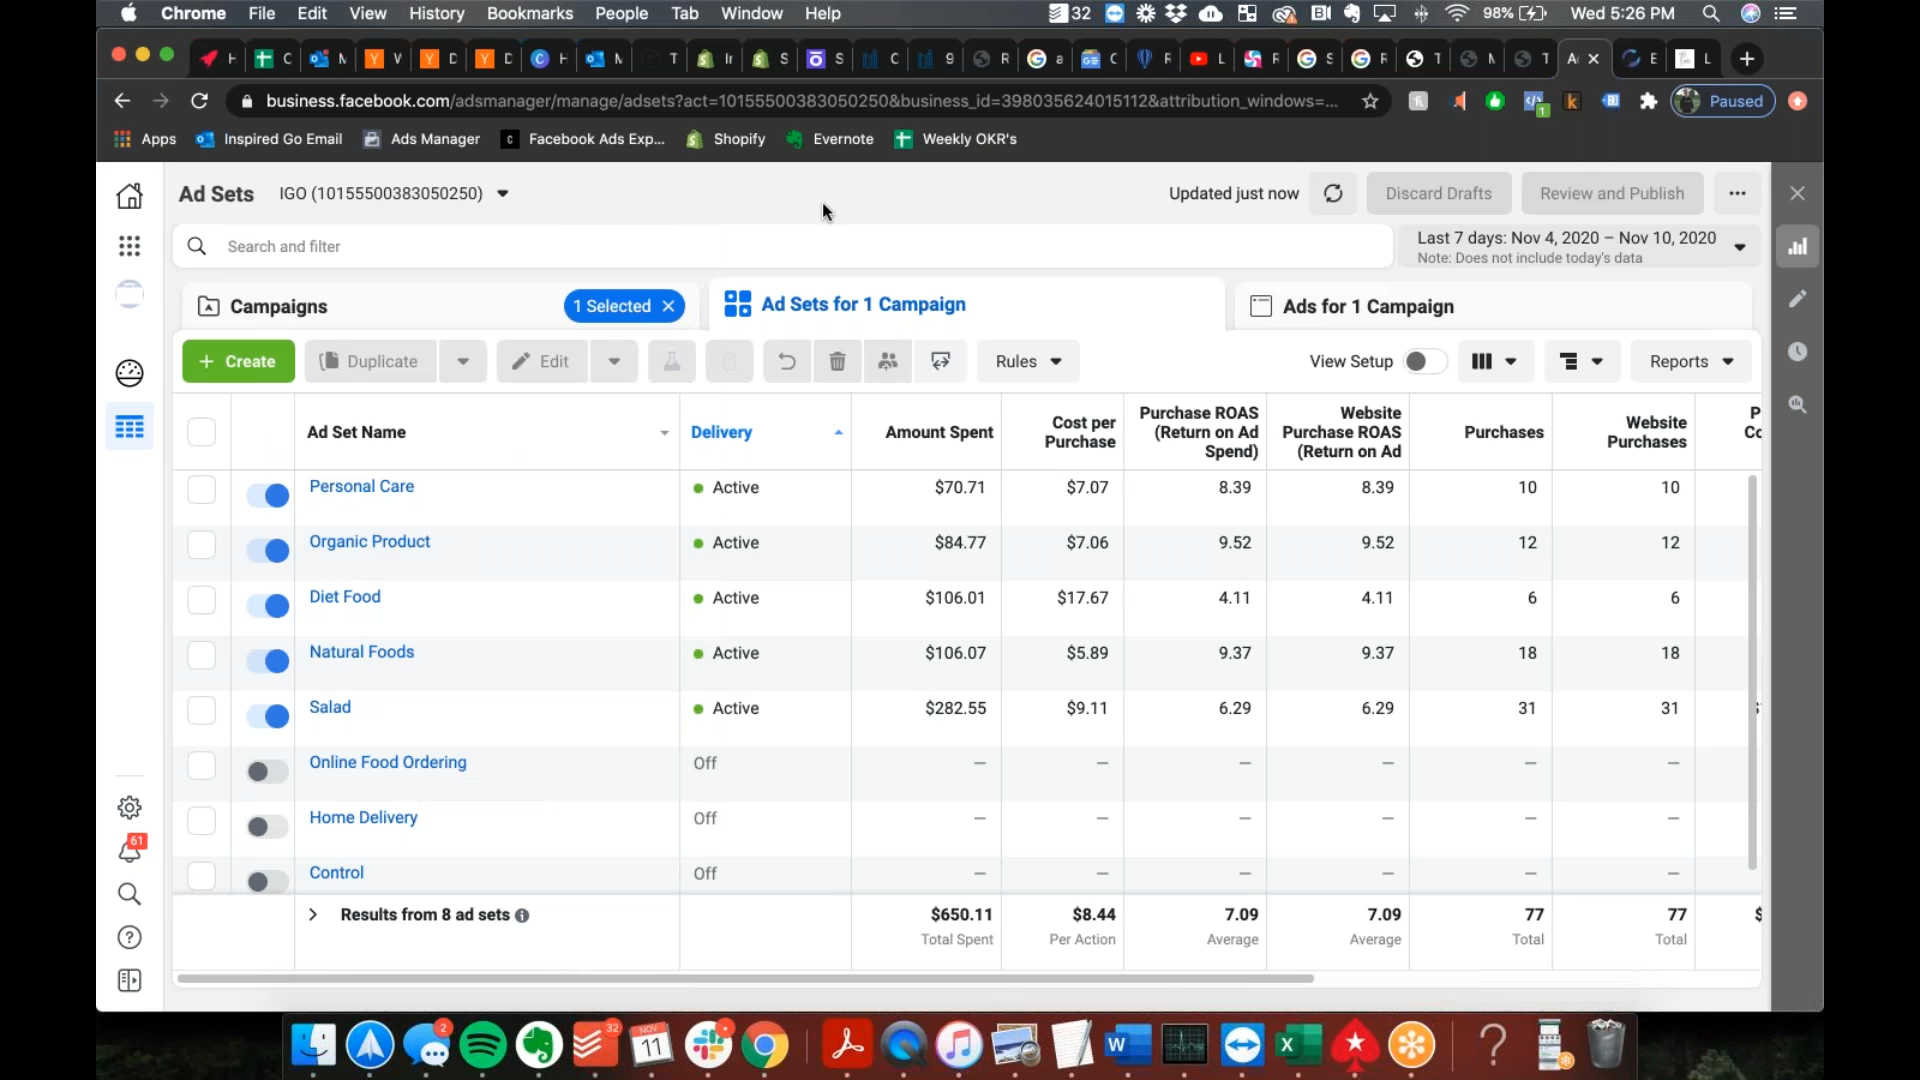 Chrome File Edit View History Bookmarks People Tab Window Help 32 98% Wed 5:26 PM
business.facebook.com/adsmanager/manage/adsets?act=10155500383050250&business_id=398035624015112&attribution_windows=... Paused
Apps Inspired Go Email Ads Manager Facebook Ads Exp... Shopify Evernote Weekly OKR's
Ad Sets IGO (10155500383050250) Updated just now Discard Drafts Review and Publish
Search and filter Last 7 days: Nov 4, 2020 – Nov 10, 2020
Note: Does not include today's data
Campaigns 1 Selected Ad Sets for 1 Campaign Ads for 1 Campaign
+ Create Duplicate Edit Rules View Setup Reports
Ad Set Name Delivery Amount Spent Cost per Purchase Purchase ROAS (Return on Ad Spend) Website Purchase ROAS (Return on Ad Purchases Website Purchases
Personal Care Active $70.71 $7.07 8.39 8.39 10 10
Organic Product Active $84.77 $7.06 9.52 9.52 12 12
Diet Food Active $106.01 $17.67 4.11 4.11 6 6
Natural Foods Active $106.07 $5.89 9.37 9.37 18 18
Salad Active $282.55 $9.11 6.29 6.29 31 31
Online Food Ordering Off — — — — — —
Home Delivery Off — — — — — —
Control Off — — — — — —
Results from 8 ad sets $650.11 $8.44 7.09 7.09 77 77
Total Spent Per Action Average Average Total Total
61
2
32
NOV
11